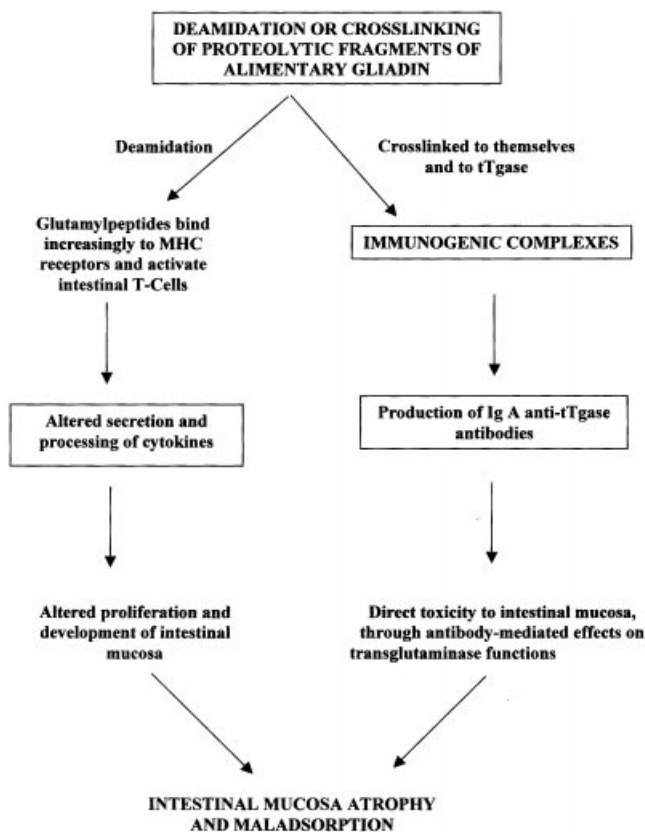 DEAMIDATION OR CROSSLINKING
OF PROTEOLYTIC FRAGMENTS OF
ALIMENTARY GLIADIN
Deamidation
Crosslinked to themselves
and to tTgase
Glutamylpeptides bind
increasingly to MHC
receptors and activate
intestinal T-Cells
IMMUNOGENIC COMPLEXES
Altered secretion and
processing of cytokines
Production of Ig A anti-tTgase
antibodies
Altered proliferation and
development of intestinal
mucosa
Direct toxicity to intestinal mucosa,
through antibody-mediated effects on
transglutaminase functions
INTESTINAL MUCOSA ATROPHY
AND MALADSORPTION